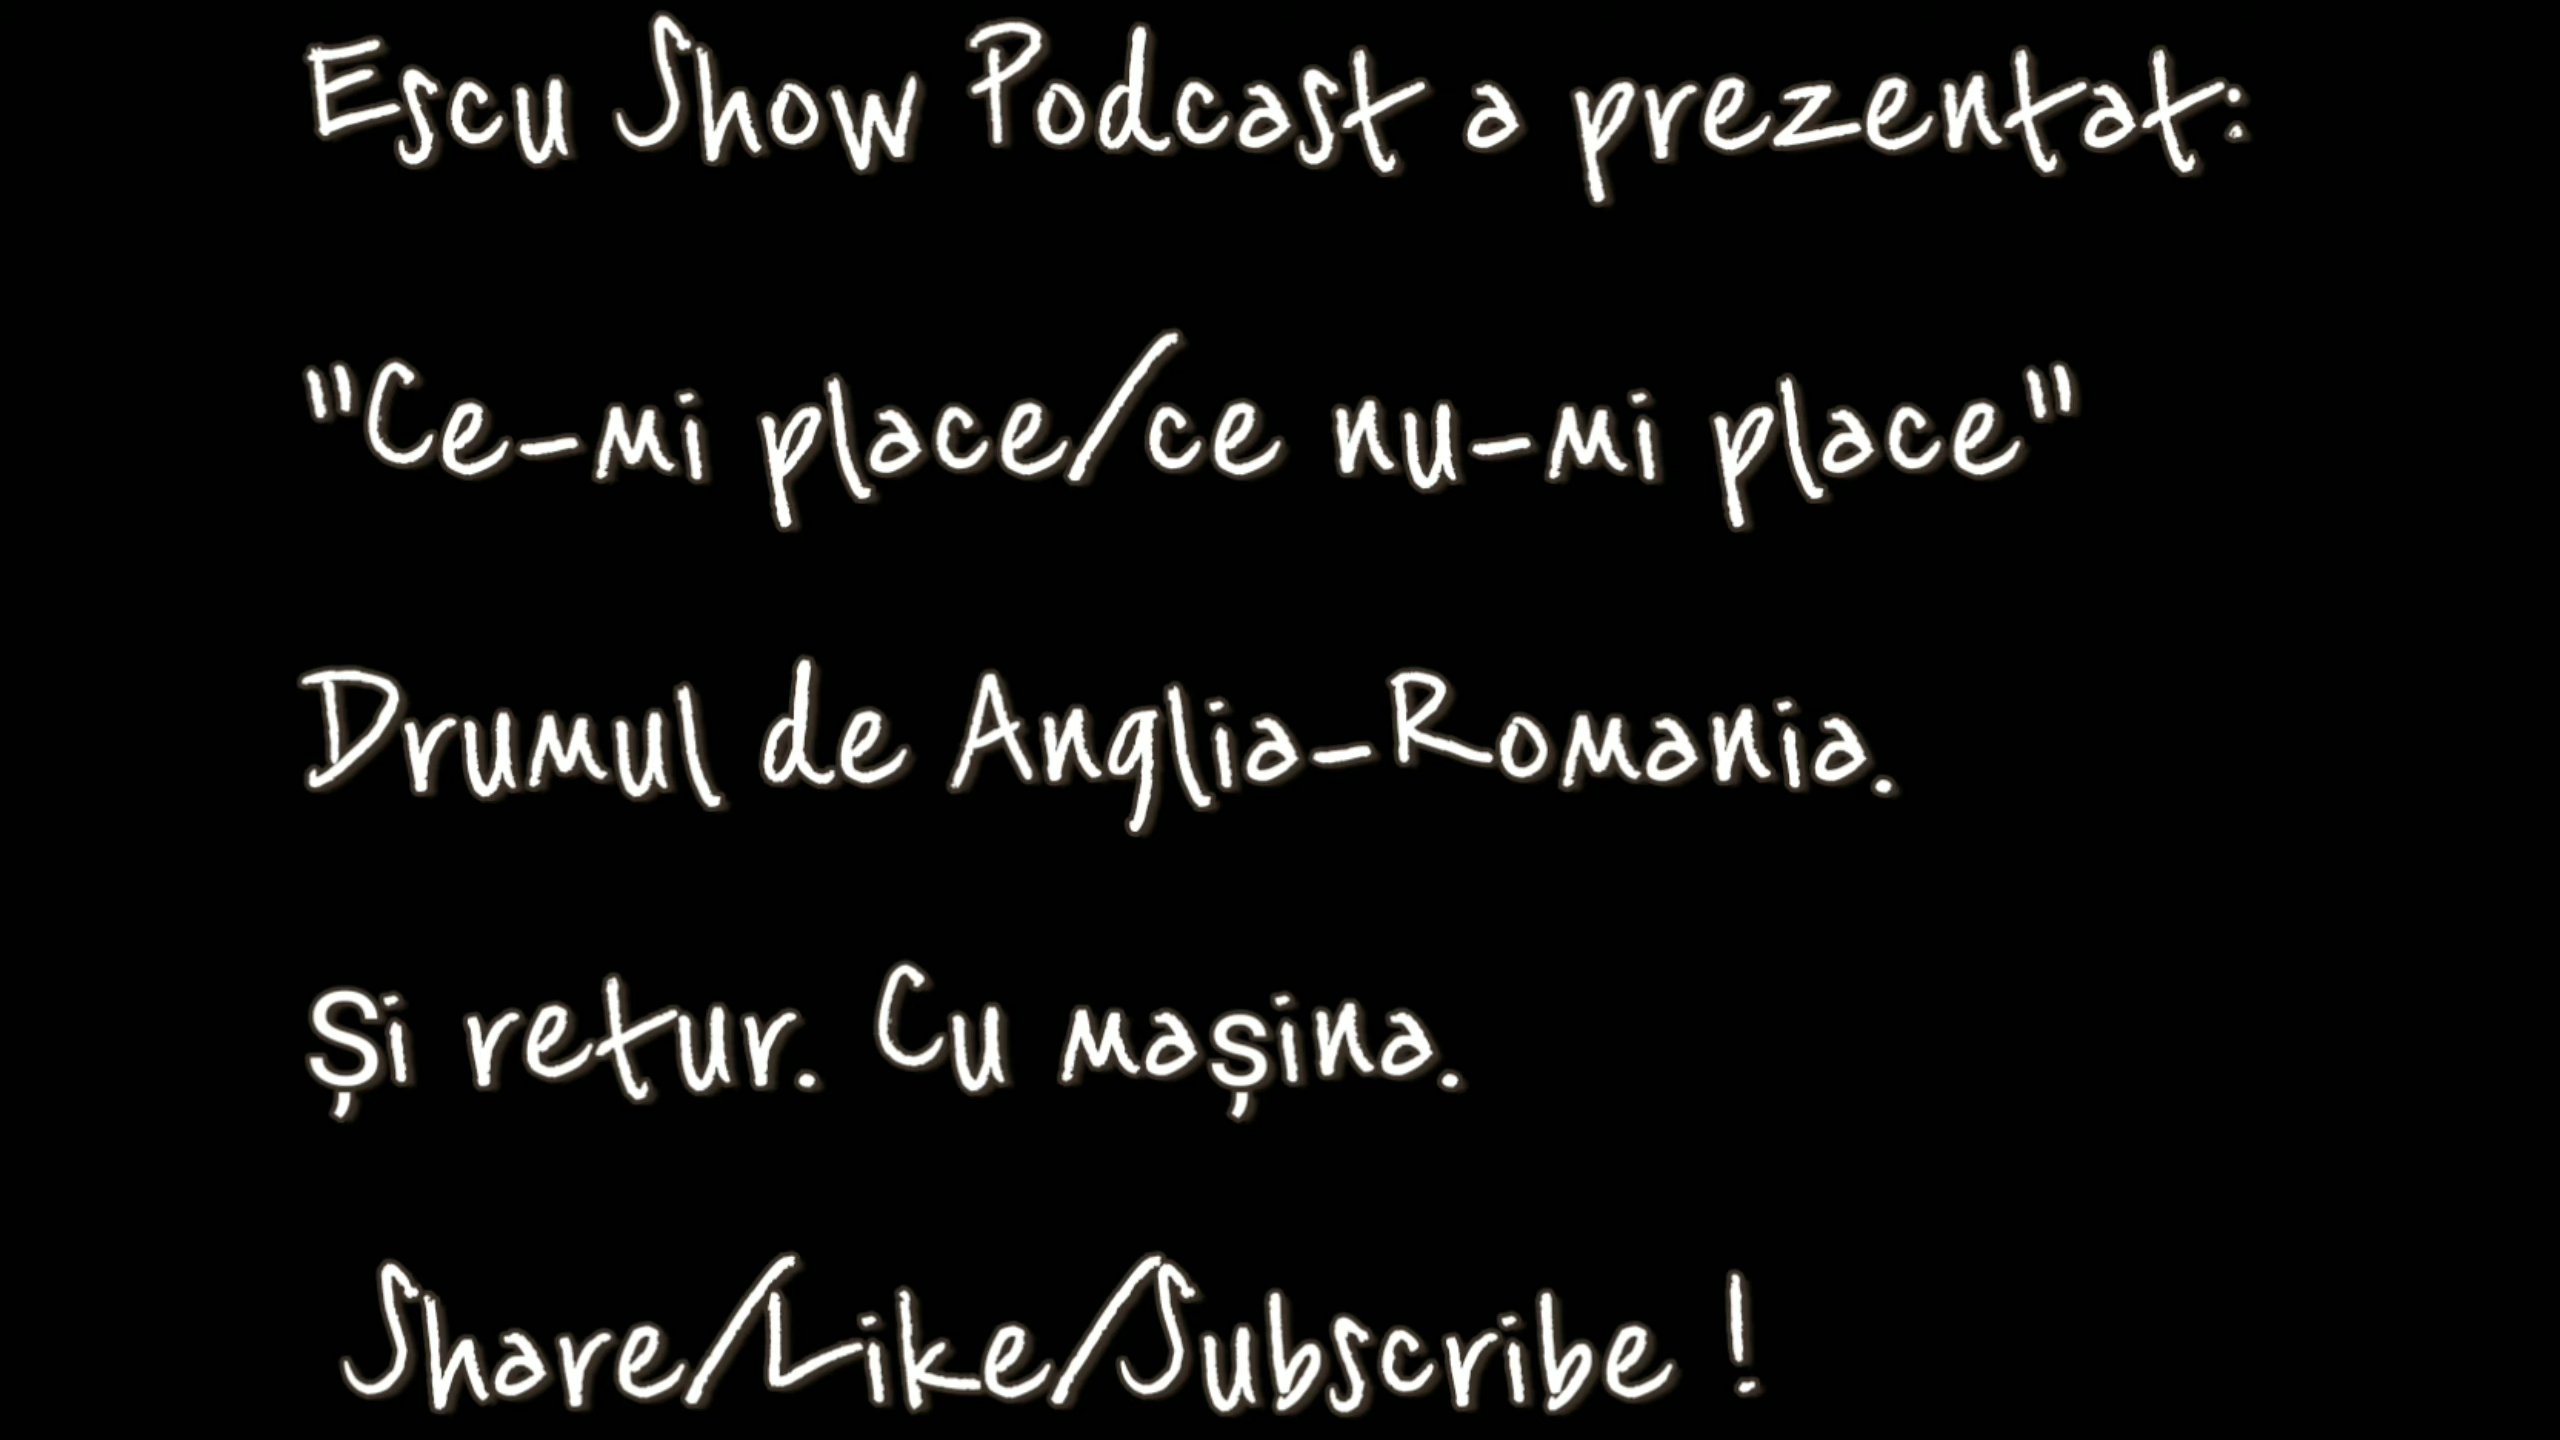 Escu Show Podcast a prezentat:
"Ce-mi place/ce nu-mi place"
Drumul de Anglia-Romania.
Și retur. Cu mașina.
Share/Like/Subscribe !